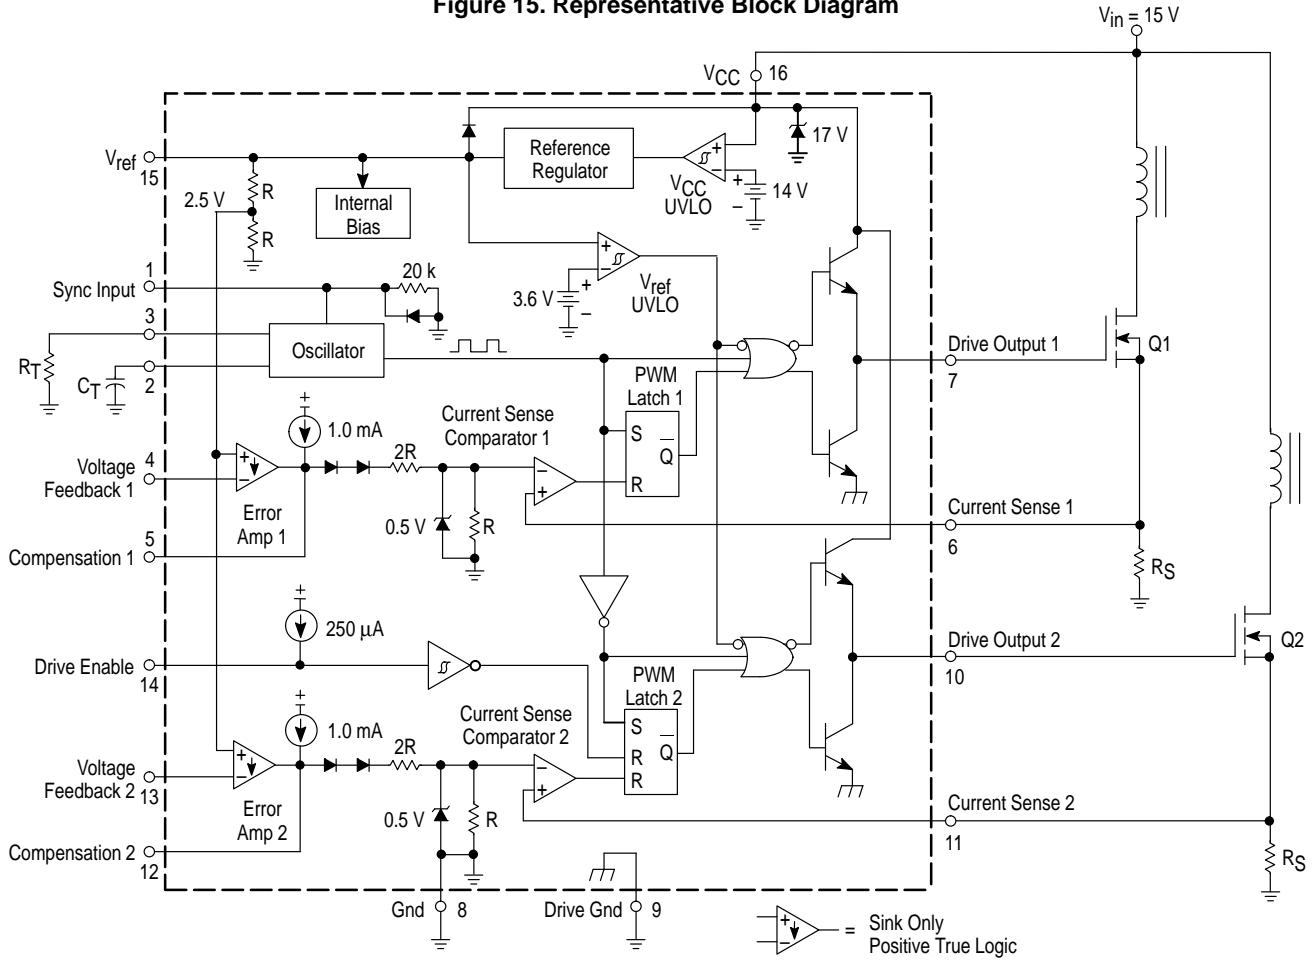 Figure 15. Representative Block Diagram
Vin = 15 V
VCC 16
17 V
Vref
15
Reference
Regulator
VCC
UVLO
+
–
14 V
2.5 V
R
R
Internal
Bias
+
–
3.6 V
+
–
Vref
UVLO
1
Sync Input
20 k
3
RT
Oscillator
2
CT
PWM
Latch 1
S
Q
R
Drive Output 1
7
Q1
Current Sense
Comparator 1
1.0 mA
+
2R
–
+
4
Voltage
Feedback 1
+
–
Error
Amp 1
0.5 V
R
Current Sense 1
6
RS
5
Compensation 1
+
250 µA
Drive Enable
14
Drive Output 2
10
Q2
PWM
Latch 2
S
R
R
Q
Current Sense
Comparator 2
+
1.0 mA
2R
–
+
Voltage
Feedback 2
13
+
–
Error
Amp 2
0.5 V
R
Current Sense 2
11
RS
Compensation 2
12
Gnd 8
Drive Gnd 9
+
–
= Sink Only
Positive True Logic